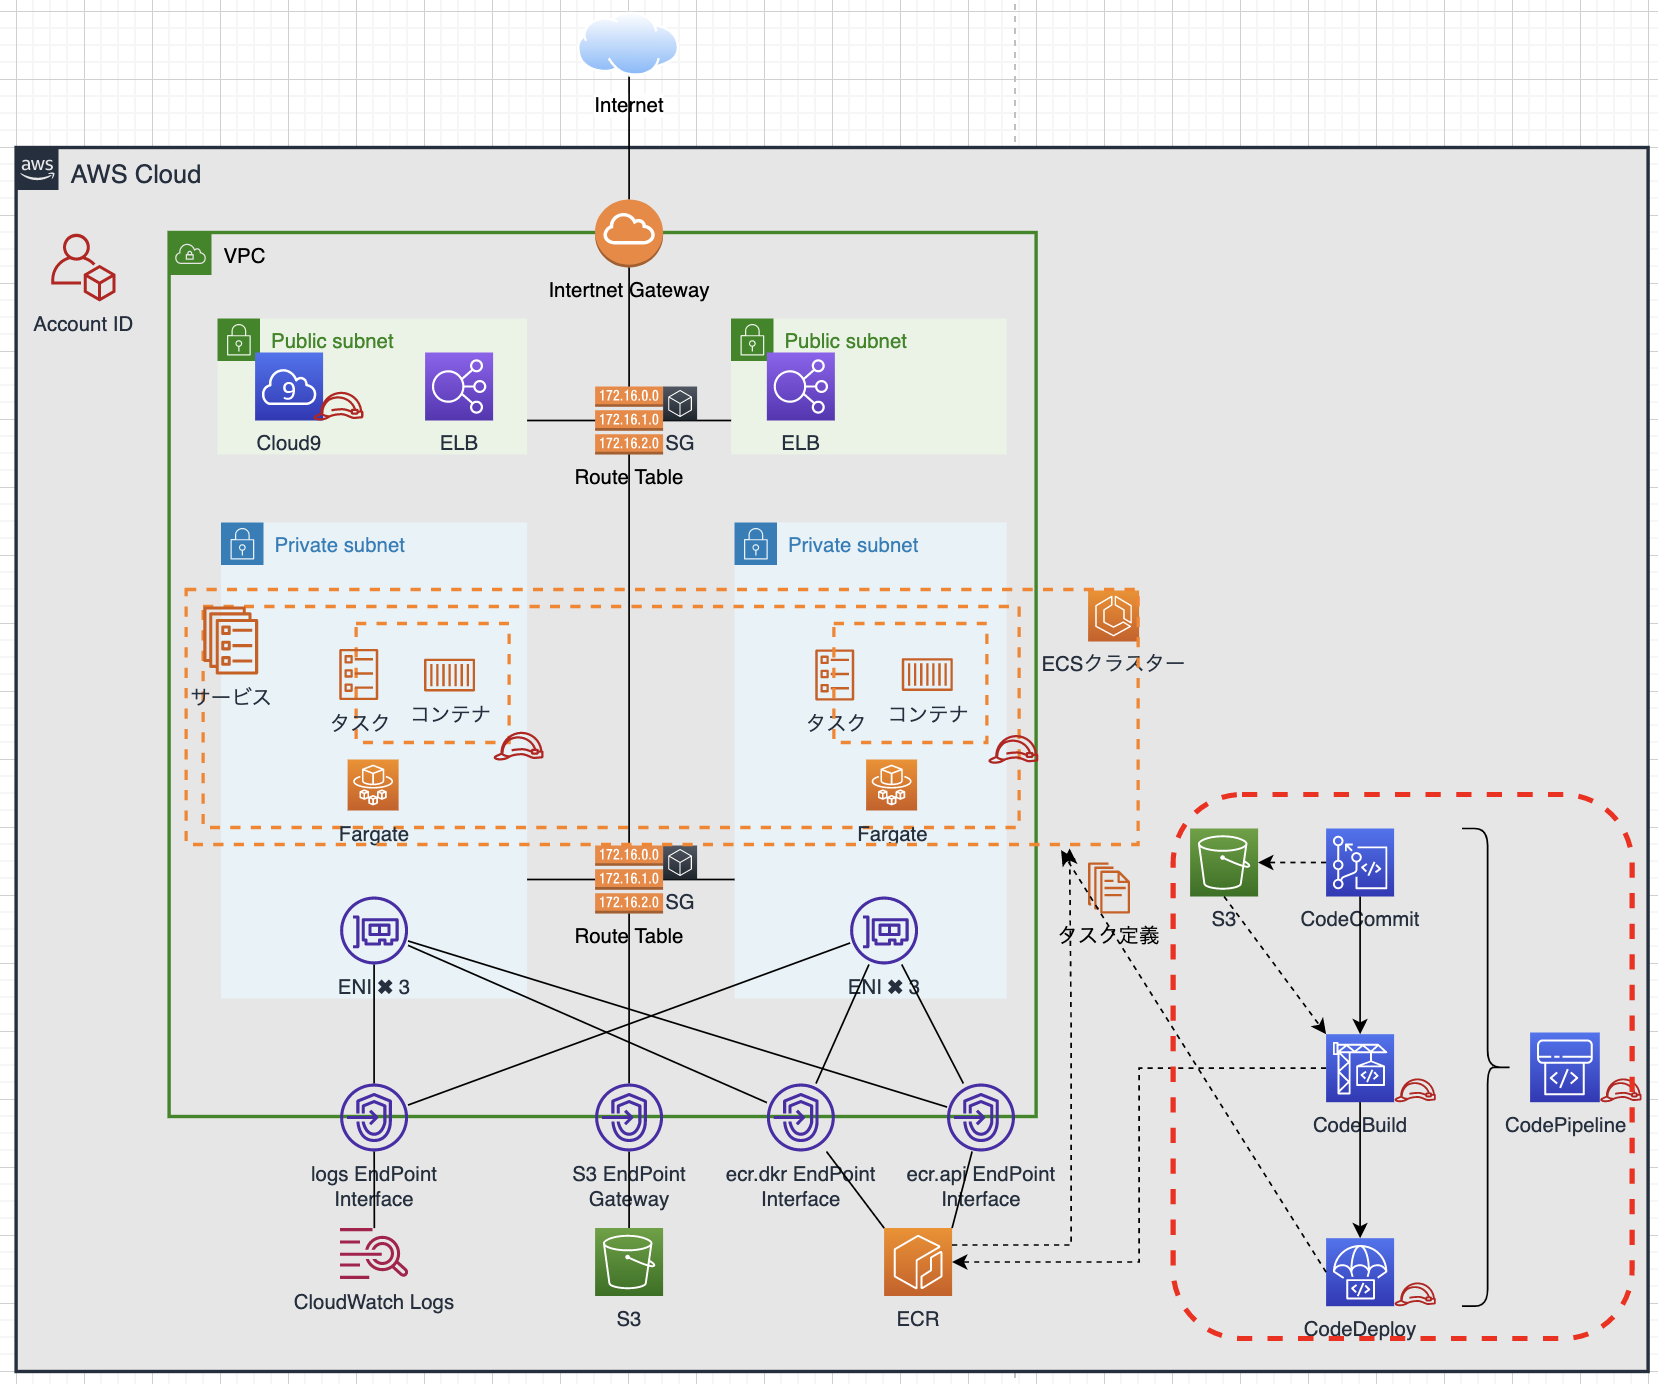 Internet
aws
AWS Cloud
VPC
Account ID
Intertnet Gateway
Public subnet
Public subnet
9
Cloud9
ELB
172.16.0.0
172.16.1.0
172.16.2.0
SG
ELB
Route Table
Private subnet
Private subnet
サービス
タスク
コンテナ
タスク
コンテナ
ECSクラスター
Fargate
Fargate
172.16.0.0
172.16.1.0
172.16.2.0
SG
Route Table
タスク定義
S3
CodeCommit
ENI ✖ 3
ENI ✖ 3
CodeBuild
CodePipeline
logs EndPoint
Interface
S3 EndPoint
Gateway
ecr.dkr EndPoint
Interface
ecr.api EndPoint
Interface
CloudWatch Logs
S3
ECR
CodeDeploy